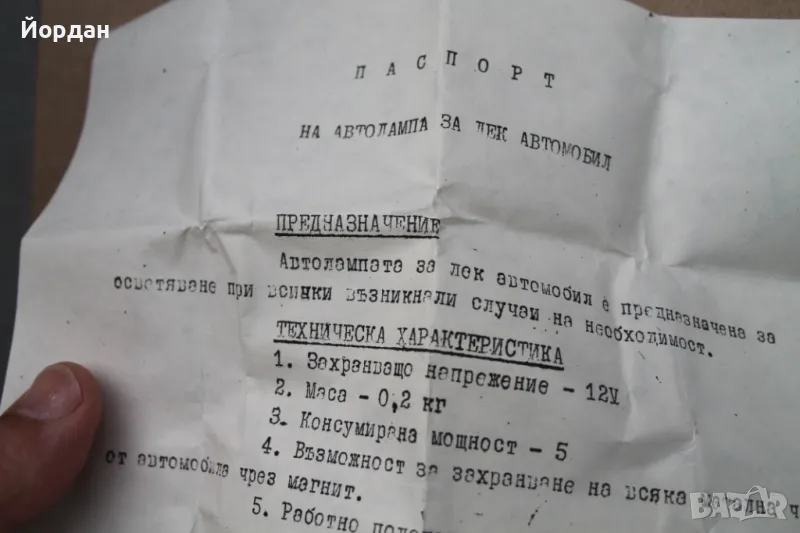 Йордан
ПАСПОРТ
НА АВТОЛАМПА ЗА ЛЕК АВТОМОБИЛ
ПРЕДНАЗНАЧЕНИЕ
Автолампата за лек автомобил е предназначена за
осветяване при всички възникнали случаи на необходимост.
ТЕХНИЧЕСКА ХАРАКТЕРИСТИКА
1. Захранващо напрежение - 12V
2. Маса - 0,2 кг
3. Консумирана мощност - 5
4. Възможност за захранване на всяка ч
от автомобила чрез магнит.
5. Работно
BAZAR